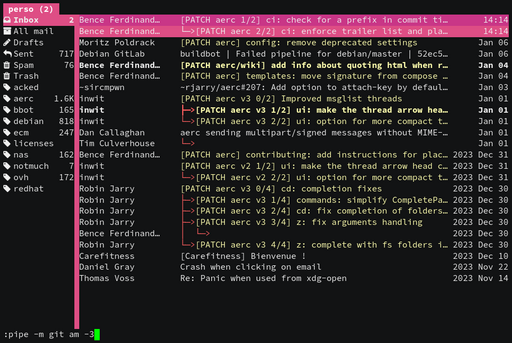 perso (2)
Inbox 2 Bence Ferdinand… [PATCH aerc 1/2] ci: check for a prefix in commit ti 14:14
All mail Bence Ferdinand… └─>[PATCH aerc 2/2] ci: enforce trailer list and pla… 14:14
Drafts Moritz Poldrack [PATCH aerc] config: remove deprecated settings Jan 06
Sent 717 Debian GitLab buildbot | Failed pipeline for debian/master | 52ec5… Jan 06
Spam 76 Bence Ferdinand… [PATCH aerc/wiki] add info about quoting html when r… Jan 04
Trash Bence Ferdinand… [PATCH aerc] templates: move signature from compose … Jan 04
acked ~sircmpwn ~rjarry/aerc#207: Add option to attach-key by defaul… Jan 03
aerc 1.6K inwit [PATCH aerc v3 0/2] Improved msglist threads Jan 01
bbot 165 inwit ├─>[PATCH aerc v3 1/2] ui: make the thread arrow hea… Jan 01
debian 818 inwit └─>[PATCH aerc v3 2/2] ui: option for more compact t… Jan 01
ecm 247 Dan Callaghan aerc sending multipart/signed messages without MIME-… Jan 01
licenses Tim Culverhouse └─> Jan 01
nas 162 Bence Ferdinand… [PATCH aerc] contributing: add instructions for plac… 2023 Dec 31
notmuch 7 inwit [PATCH aerc v2 1/2] ui: make the thread arrow head c… 2023 Dec 31
ovh 172 inwit └─>[PATCH aerc v2 2/2] ui: option for more compact t… 2023 Dec 31
redhat Robin Jarry [PATCH aerc v3 0/4] cd: completion fixes 2023 Dec 30
Robin Jarry ├─>[PATCH aerc v3 1/4] commands: simplify CompletePa… 2023 Dec 30
Robin Jarry ├─>[PATCH aerc v3 2/4] cd: fix completion of folders… 2023 Dec 30
Robin Jarry ├─>[PATCH aerc v3 3/4] z: fix arguments handling 2023 Dec 30
Bence Ferdinand… │ └─> 2023 Dec 30
Robin Jarry └─>[PATCH aerc v3 4/4] z: complete with fs folders i… 2023 Dec 30
Carefitness [Carefitness] Bienvenue ! 2023 Dec 10
Daniel Gray Crash when clicking on email 2023 Nov 22
Thomas Voss Re: Panic when used from xdg-open 2023 Nov 14
:pipe -m git am -3